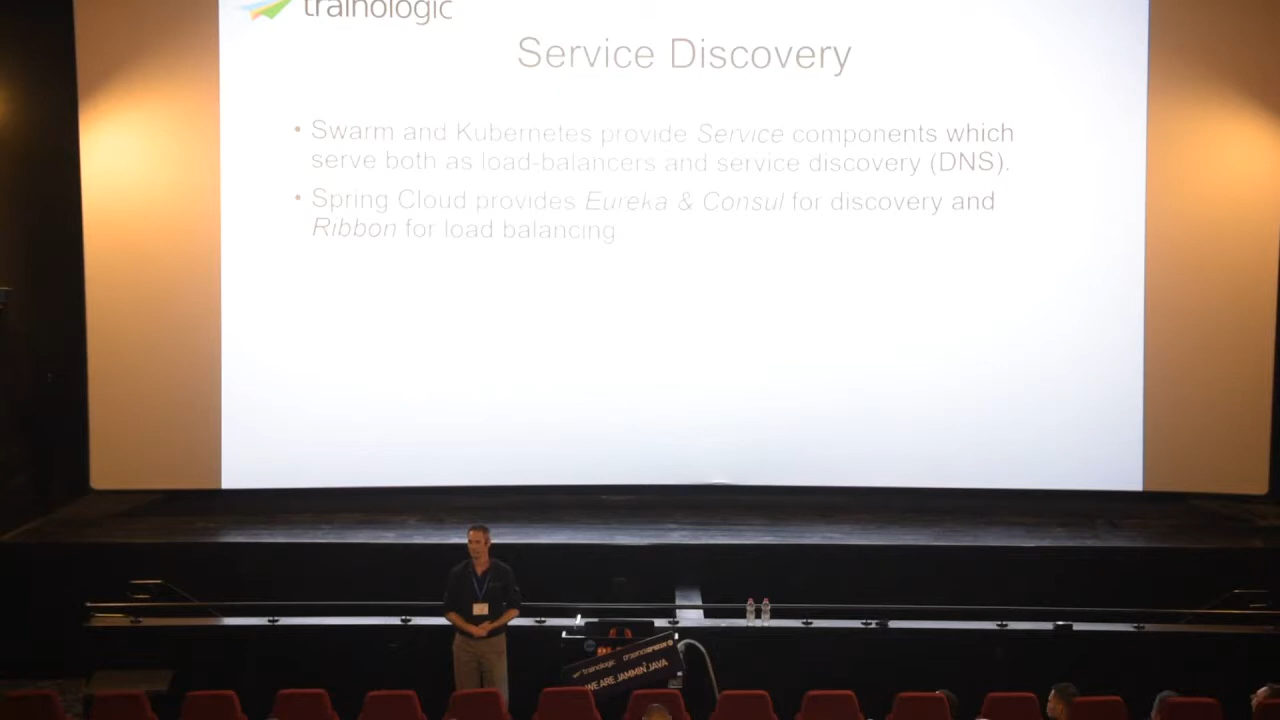 trainologic
Service Discovery
• Swarm and Kubernetes provide Service components which
serve both as load-balancers and service discovery (DNS).
• Spring Cloud provides Eureka & Consul for discovery and
Ribbon for load balancing
trainologic
WE ARE JAMMIN' JAVA